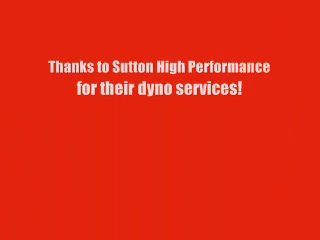 Thanks to Sutton High Performance
for their dyno services!